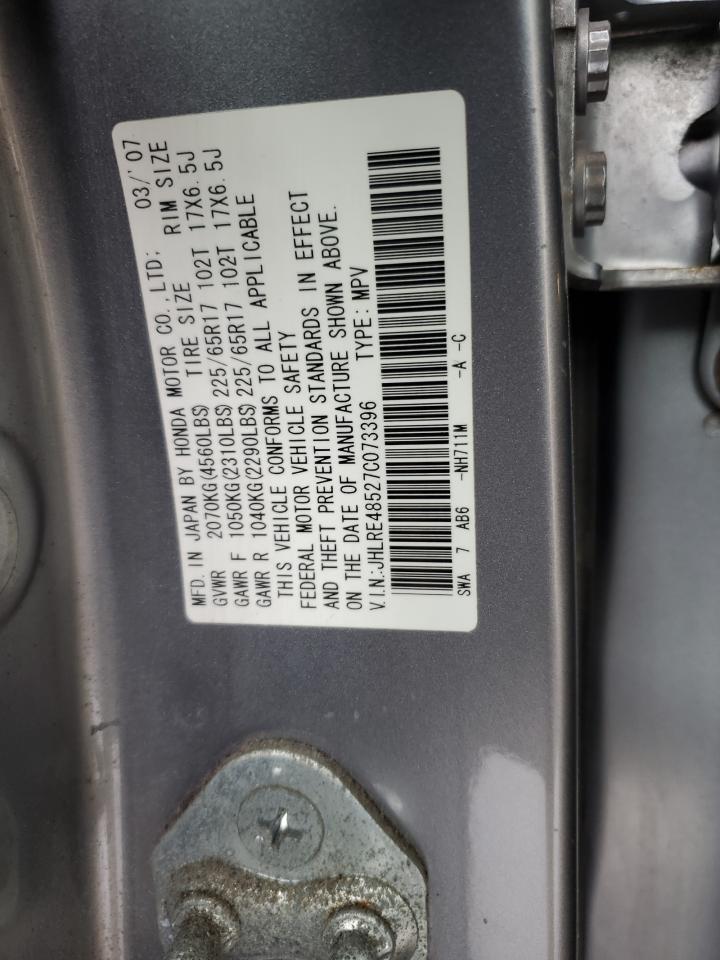 MFD. IN JAPAN BY HONDA MOTOR CO., LTD; 03/'07
GVWR 2070KG(4560LBS) TIRE SIZE RIM SIZE
GAWR F 1050KG(2310LBS) 225/65R17 102T 17X6.5J
GAWR R 1040KG(2290LBS) 225/65R17 102T 17X6.5J
THIS VEHICLE CONFORMS TO ALL APPLICABLE
FEDERAL MOTOR VEHICLE SAFETY
AND THEFT PREVENTION STANDARDS IN EFFECT
ON THE DATE OF MANUFACTURE SHOWN ABOVE.
V.I.N.:JHLRE48527C073396 TYPE: MPV
SWA 7 AB6 -NH711M -A -C